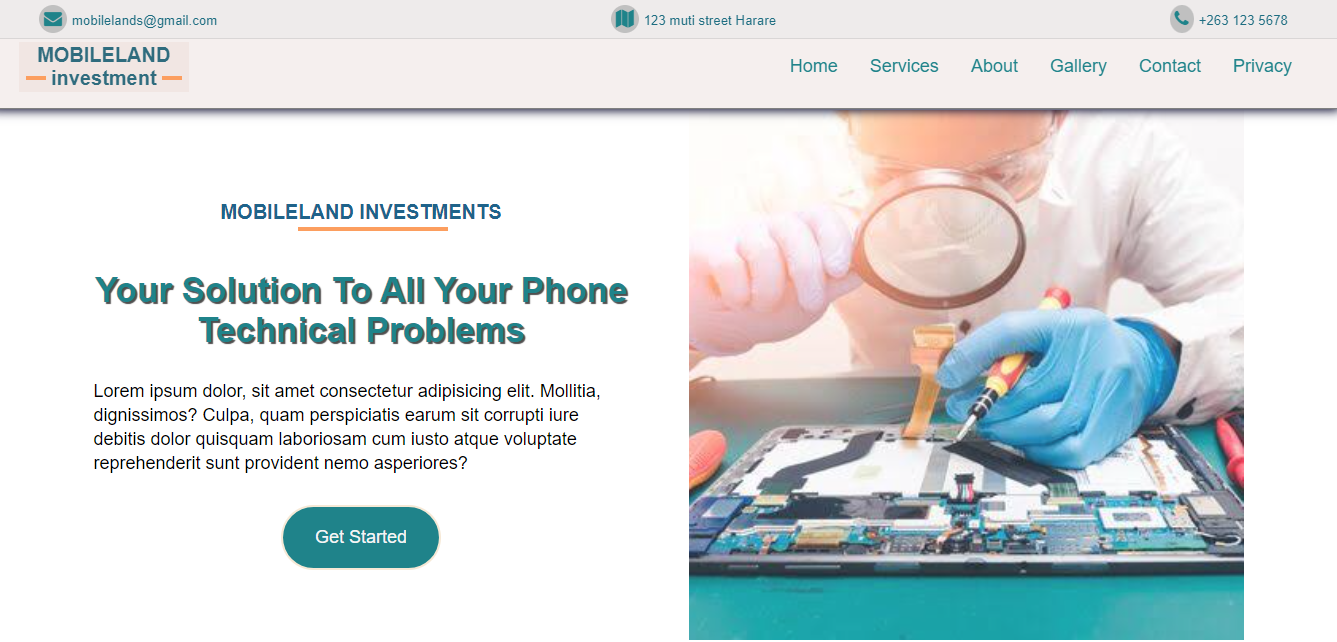 mobilelands@gmail.com
123 muti street Harare
+263 123 5678
MOBILELAND
investment
Home
Services
About
Gallery
Contact
Privacy
MOBILELAND INVESTMENTS
Your Solution To All Your Phone
Technical Problems
Lorem ipsum dolor, sit amet consectetur adipisicing elit. Mollitia,
dignissimos? Culpa, quam perspiciatis earum sit corrupti iure
debitis dolor quisquam laboriosam cum iusto atque voluptate
reprehenderit sunt provident nemo asperiores?
Get Started